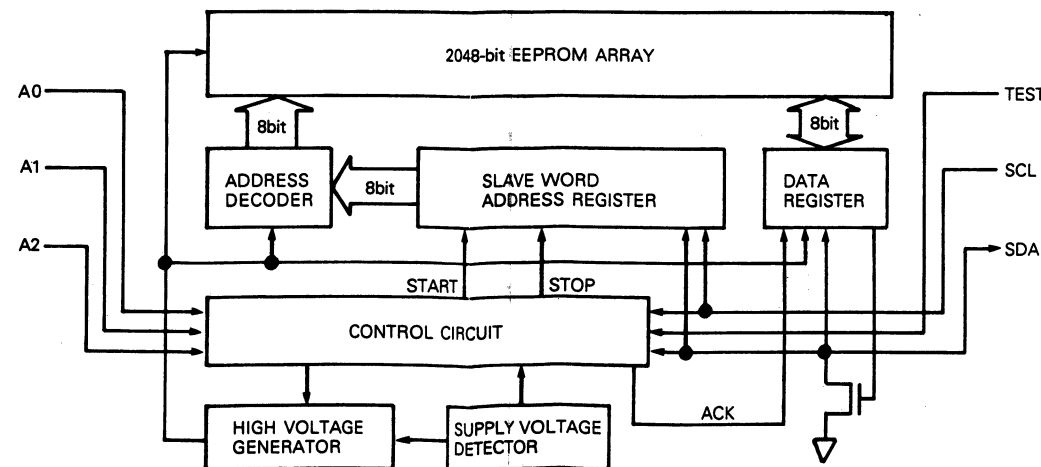 2048-bit EEPROM ARRAY
A0
TEST
8bit
8bit
A1
SCL
ADDRESS
DECODER
8bit
SLAVE WORD
ADDRESS REGISTER
DATA
REGISTER
A2
SDA
START
STOP
CONTROL CIRCUIT
ACK
HIGH VOLTAGE
GENERATOR
SUPPLY VOLTAGE
DETECTOR